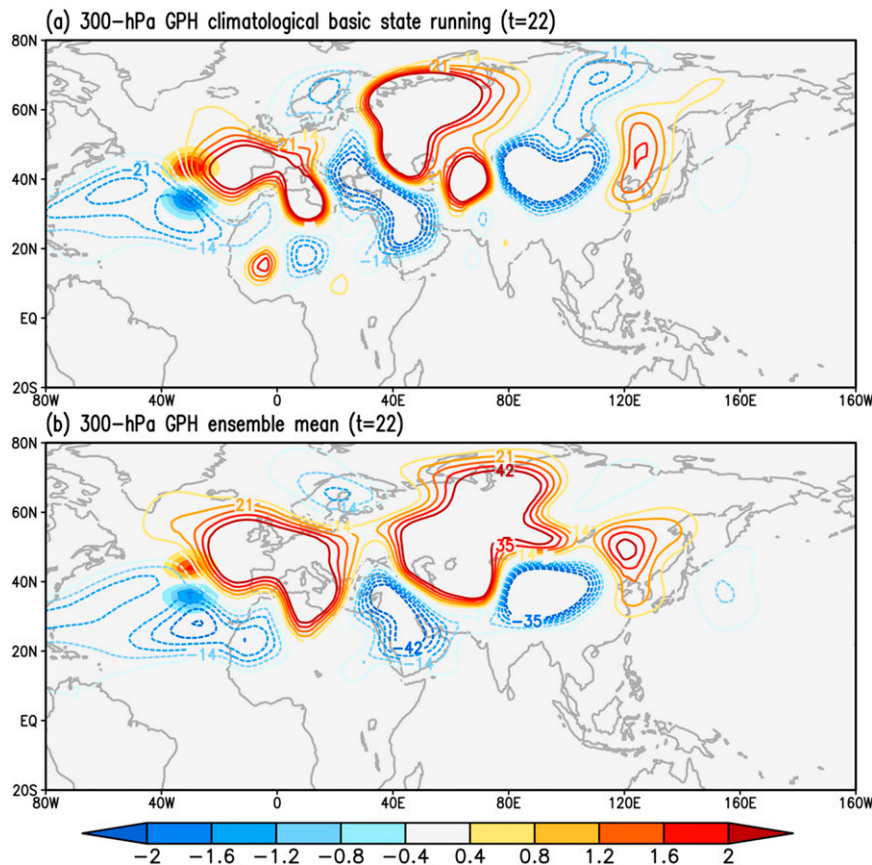 (a) 300-hPa GPH climatological basic state running (t=22)
80N
60N
40N
20N
EQ
20S
21
14
21
-14
14
21
-14
-14
80W 40W 0 40E 80E 120E 160E 160W
(b) 300-hPa GPH ensemble mean (t=22)
80N
60N
40N
20N
EQ
20S
21
42
-14
21
14
35
14
14
-35
-14
-42
-14
80W 40W 0 40E 80E 120E 160E 160W
-2 -1.6 -1.2 -0.8 -0.4 0.4 0.8 1.2 1.6 2